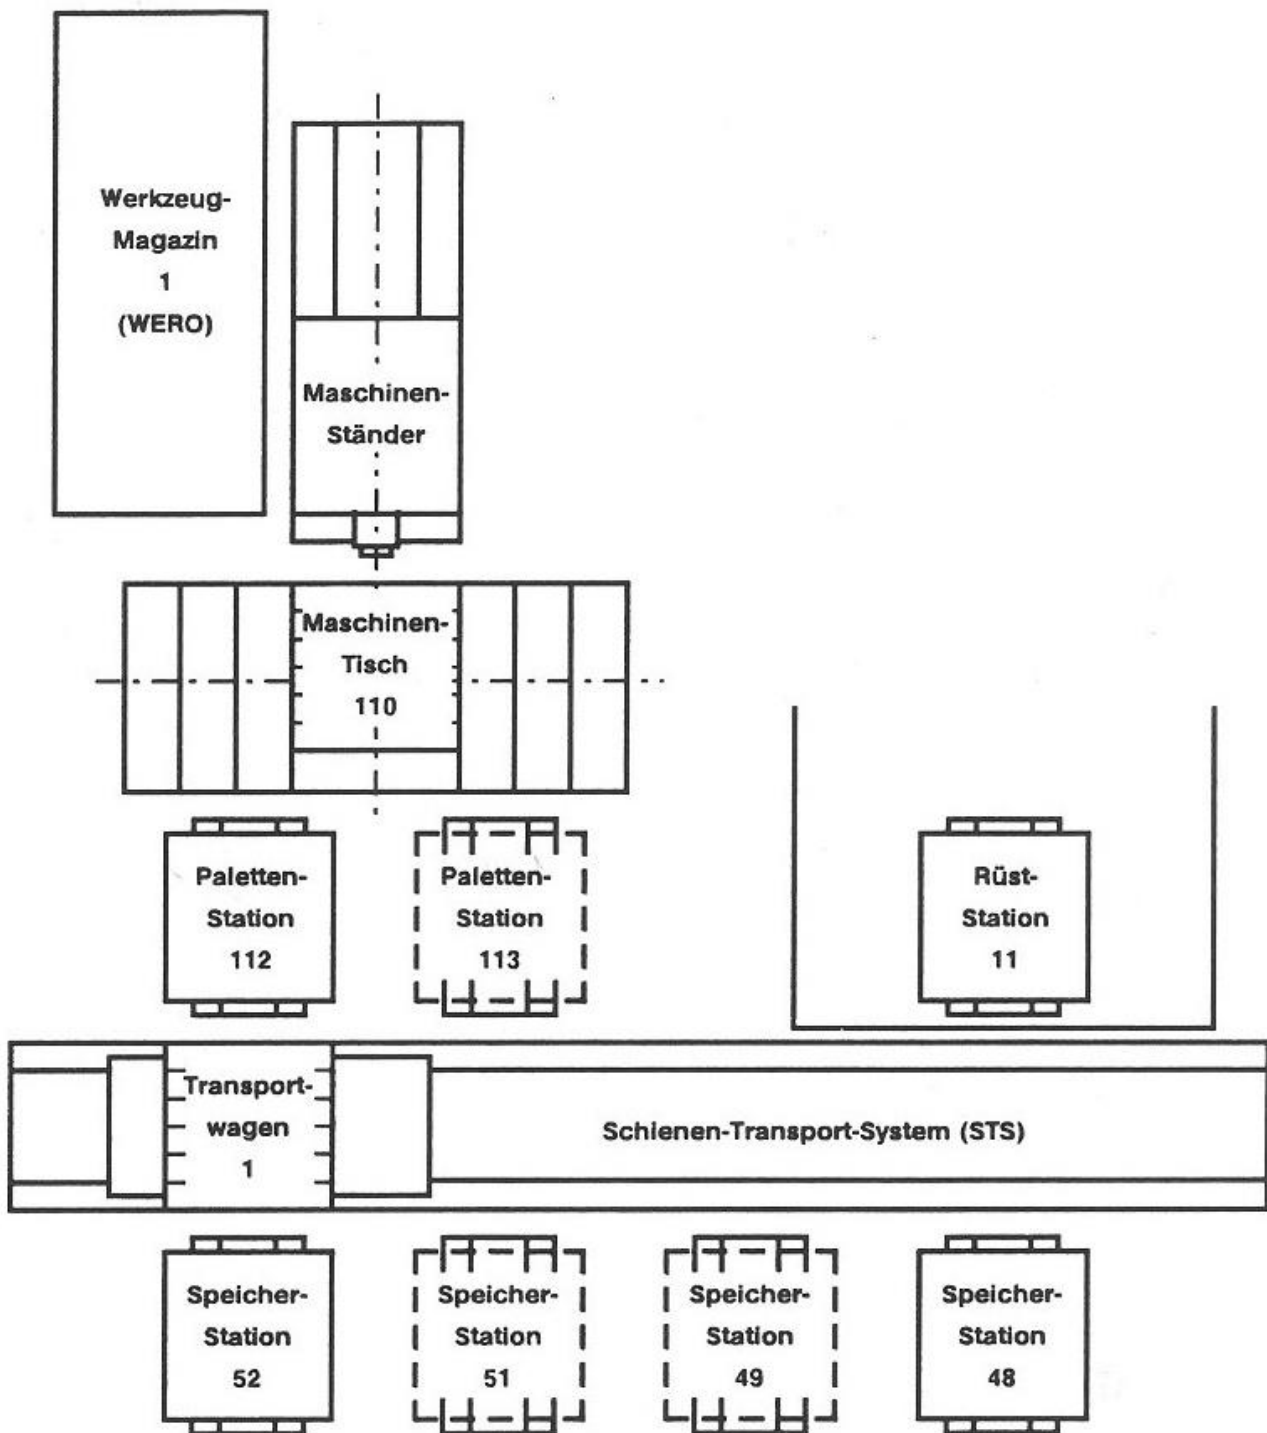 Werkzeug-
Magazin
1
(WERO)
Maschinen-
Ständer
Maschinen-
Tisch
110
Paletten-
Station
112
Paletten-
Station
113
Rüst-
Station
11
Transport-
wagen
1
Schienen-Transport-System (STS)
Speicher-
Station
52
Speicher-
Station
51
Speicher-
Station
49
Speicher-
Station
48